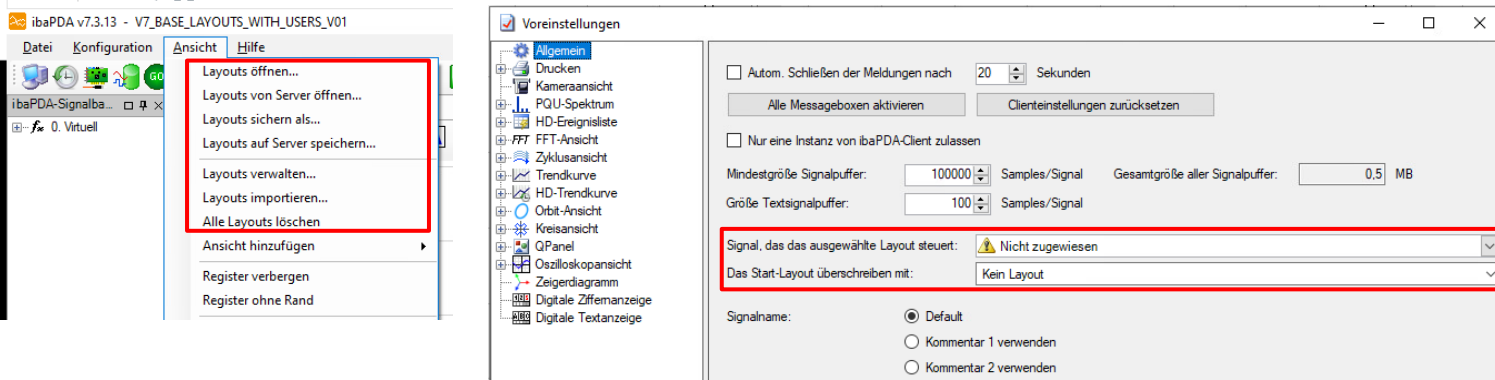 ibaPDA v7.3.13 - V7_BASE_LAYOUTS_WITH_USERS_V01
Datei Konfiguration Ansicht Hilfe
GO
ibaPDA-Signalba...
0. Virtuell
Layouts öffnen...
Layouts von Server öffnen...
Layouts sichern als...
Layouts auf Server speichern...
Layouts verwalten...
Layouts importieren...
Alle Layouts löschen
Ansicht hinzufügen
Register verbergen
Register ohne Rand
Voreinstellungen
Allgemein
Drucken
Kameraansicht
PQU-Spektrum
HD-Ereignisliste
FFT FFT-Ansicht
Zyklusansicht
Trendkurve
HD-Trendkurve
Orbit-Ansicht
Kreisansicht
QPanel
Oszilloskopansicht
Zeigerdiagramm
Digitale Ziffernanzeige
Digitale Textanzeige
Autom. Schließen der Meldungen nach 20 Sekunden
Alle Messageboxen aktivieren Clienteinstellungen zurücksetzen
Nur eine Instanz von ibaPDA-Client zulassen
Mindestgröße Signalpuffer: 100000 Samples/Signal Gesamtgröße aller Signalpuffer: 0,5 MB
Größe Textsignalpuffer: 100 Samples/Signal
Signal, das das ausgewählte Layout steuert: Nicht zugewiesen
Das Start-Layout überschreiben mit: Kein Layout
Signalname: Default
Kommentar 1 verwenden
Kommentar 2 verwenden